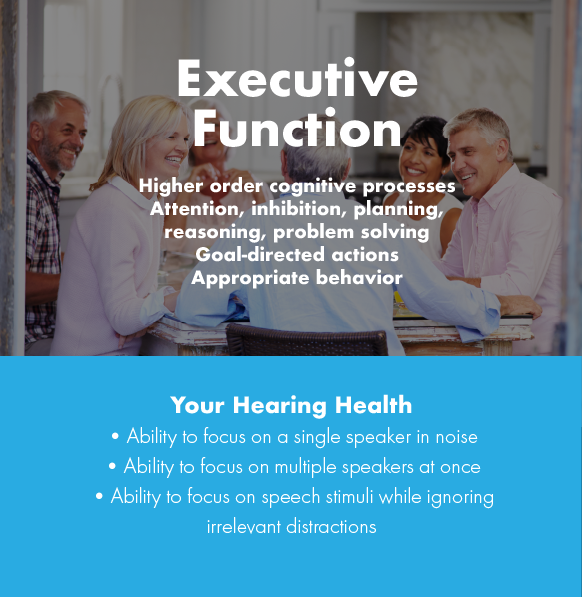 Executive
Function
Higher order cognitive processes
Attention, inhibition, planning,
reasoning, problem solving
Goal-directed actions
Appropriate behavior
Your Hearing Health
• Ability to focus on a single speaker in noise
• Ability to focus on multiple speakers at once
• Ability to focus on speech stimuli while ignoring
irrelevant distractions